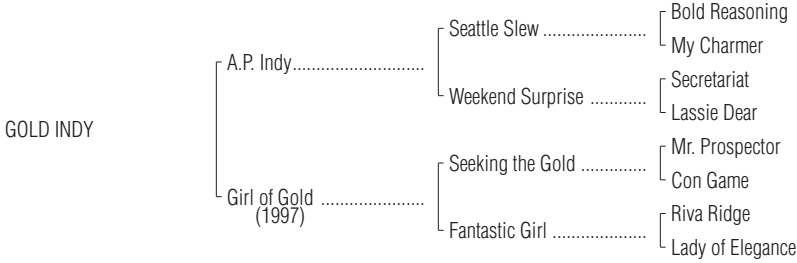 Bold Reasoning
Seattle Slew ......................
My Charmer
A.P. Indy............................
Secretariat
Weekend Surprise ............
Lassie Dear
GOLD INDY
Mr. Prospector
Seeking the Gold ..............
Con Game
Girl of Gold ......................
(1997)
Riva Ridge
Fantastic Girl ....................
Lady of Elegance